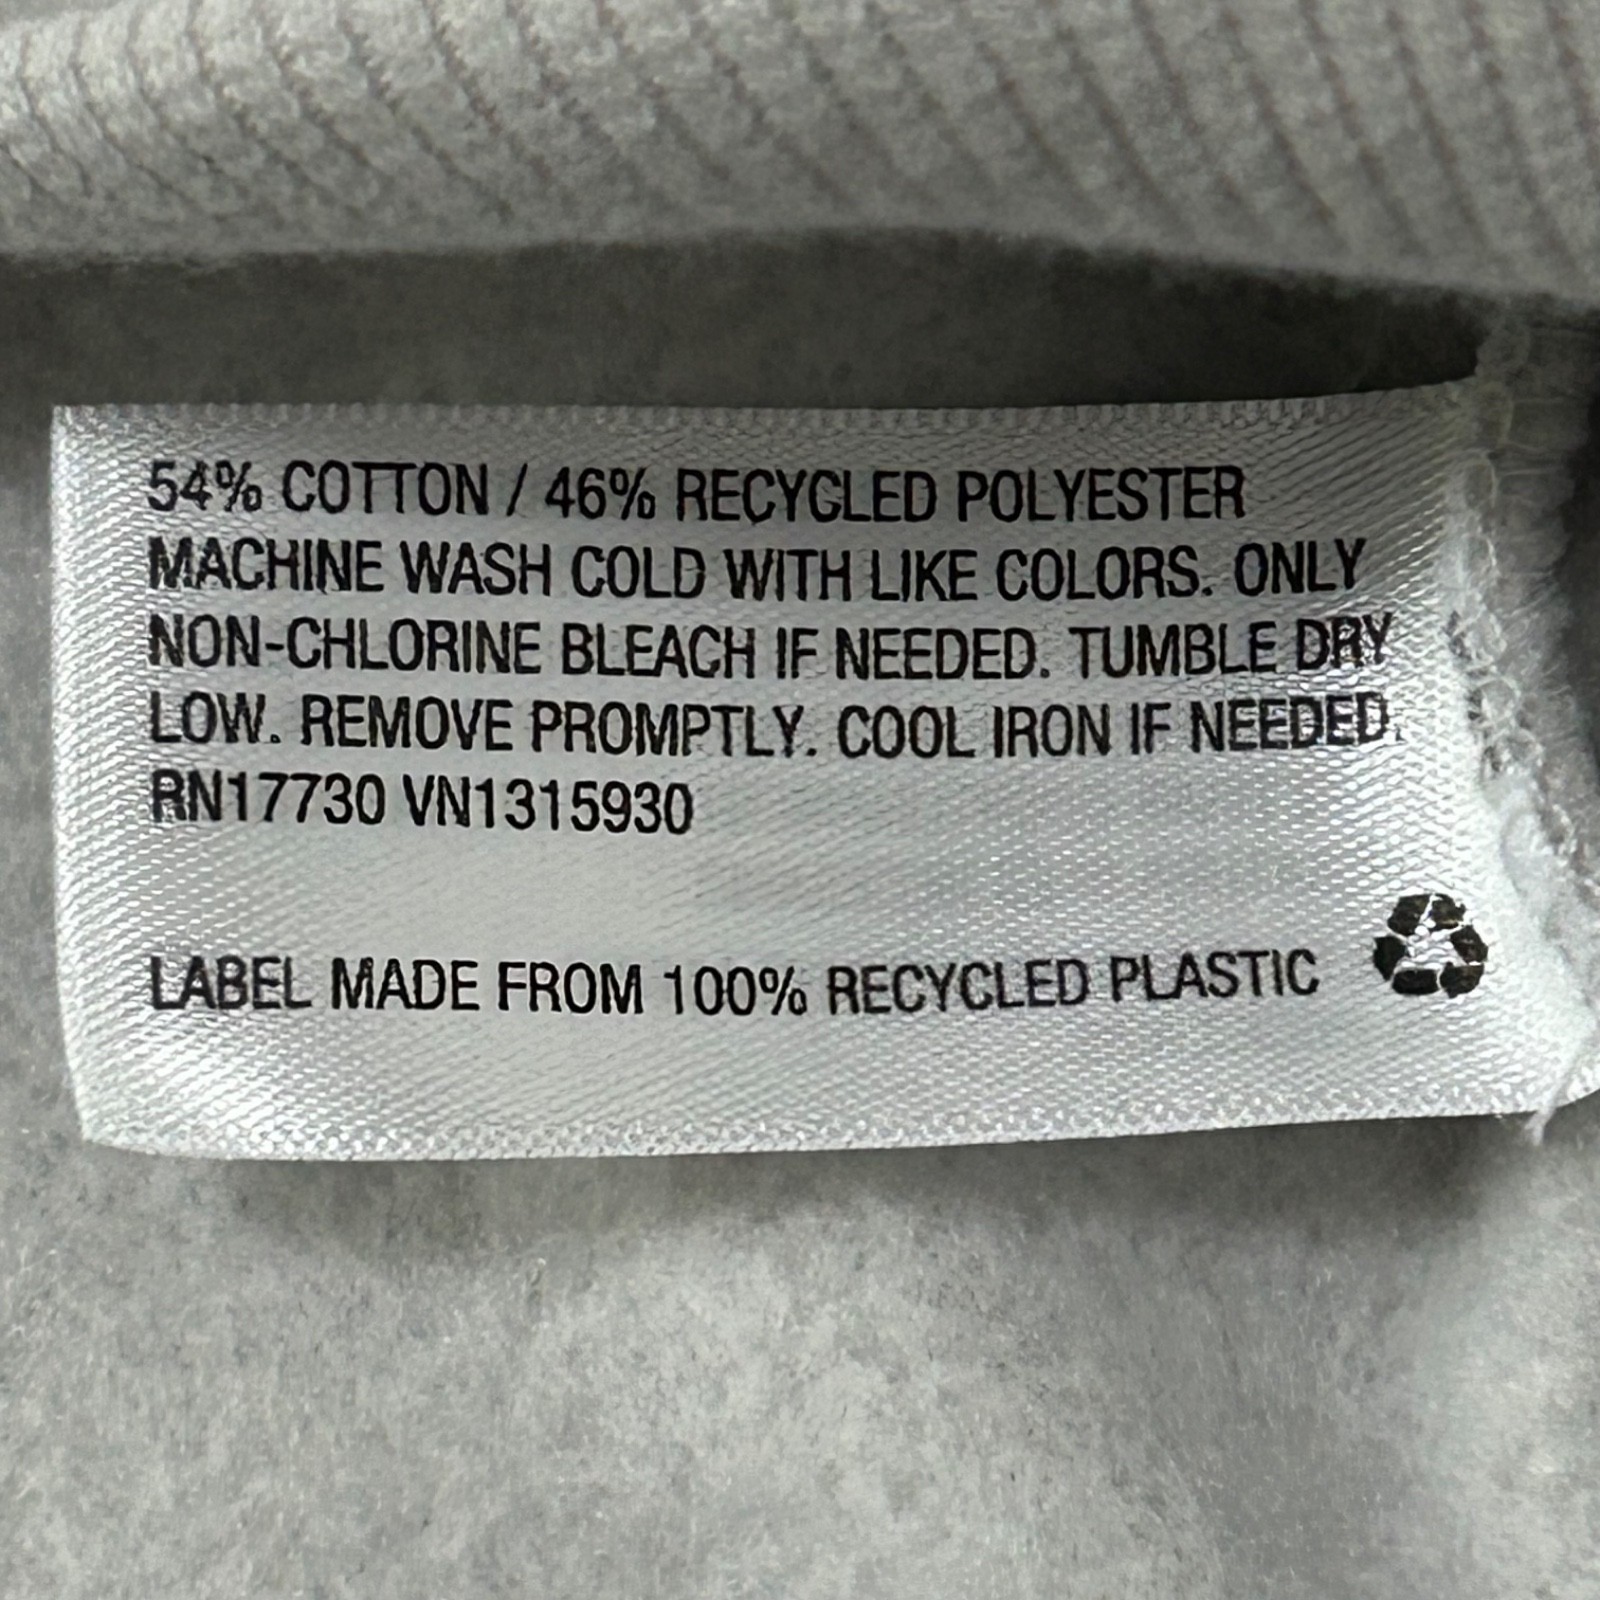 54% COTTON / 46% RECYCLED POLYESTER
MACHINE WASH COLD WITH LIKE COLORS. ONLY
NON-CHLORINE BLEACH IF NEEDED. TUMBLE DRY
LOW. REMOVE PROMPTLY. COOL IRON IF NEEDED.
RN17730 VN1315930
LABEL MADE FROM 100% RECYCLED PLASTIC